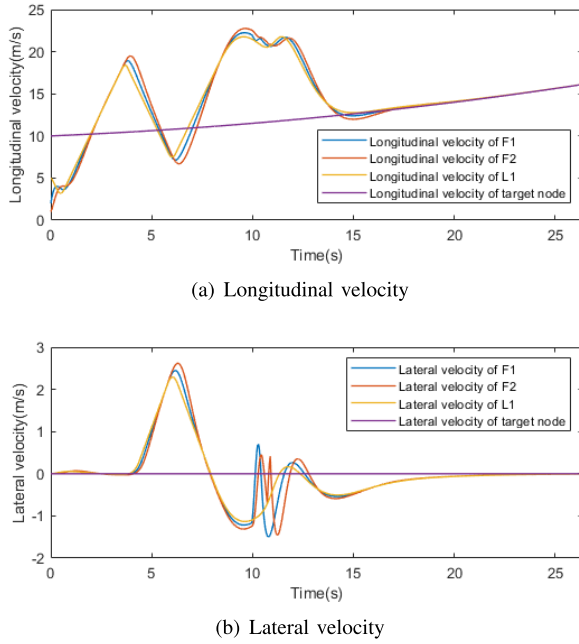 25
20
15
10
5
0
Longitudinal velocity(m/s)
Longitudinal velocity of F1
Longitudinal velocity of F2
Longitudinal velocity of L1
Longitudinal velocity of target node
0 5 10 15 20 25
Time(s)
(a) Longitudinal velocity
3
2
1
0
-1
-2
Lateral velocity(m/s)
Lateral velocity of F1
Lateral velocity of F2
Lateral velocity of L1
Lateral velocity of target node
0 5 10 15 20 25
Time(s)
(b) Lateral velocity